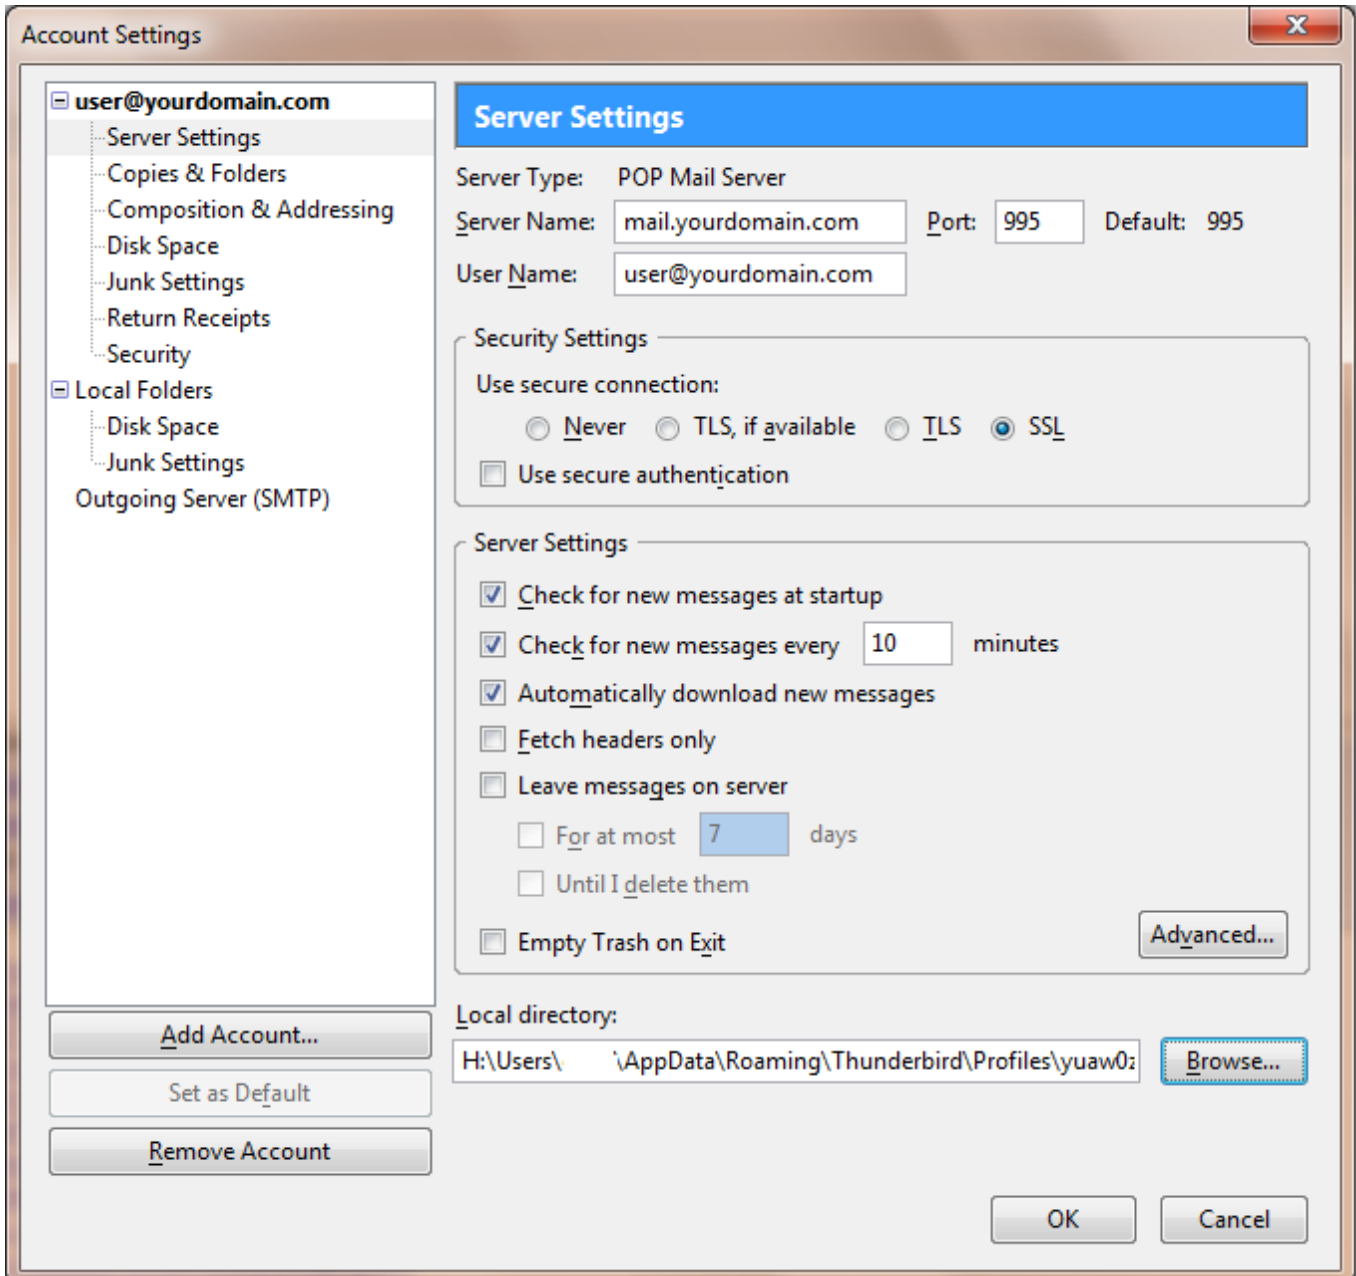 Account Settings
user@yourdomain.com
Server Settings
Copies & Folders
Composition & Addressing
Disk Space
Junk Settings
Return Receipts
Security
Local Folders
Disk Space
Junk Settings
Outgoing Server (SMTP)
Add Account...
Set as Default
Remove Account
Server Settings
Server Type: POP Mail Server
Server Name: mail.yourdomain.com Port: 995 Default: 995
User Name: user@yourdomain.com
Security Settings
Use secure connection:
Never TLS, if available TLS SSL
Use secure authentication
Server Settings
Check for new messages at startup
Check for new messages every 10 minutes
Automatically download new messages
Fetch headers only
Leave messages on server
For at most 7 days
Until I delete them
Empty Trash on Exit Advanced...
Local directory:
H:\Users\ \AppData\Roaming\Thunderbird\Profiles\yuaw0z Browse...
OK Cancel